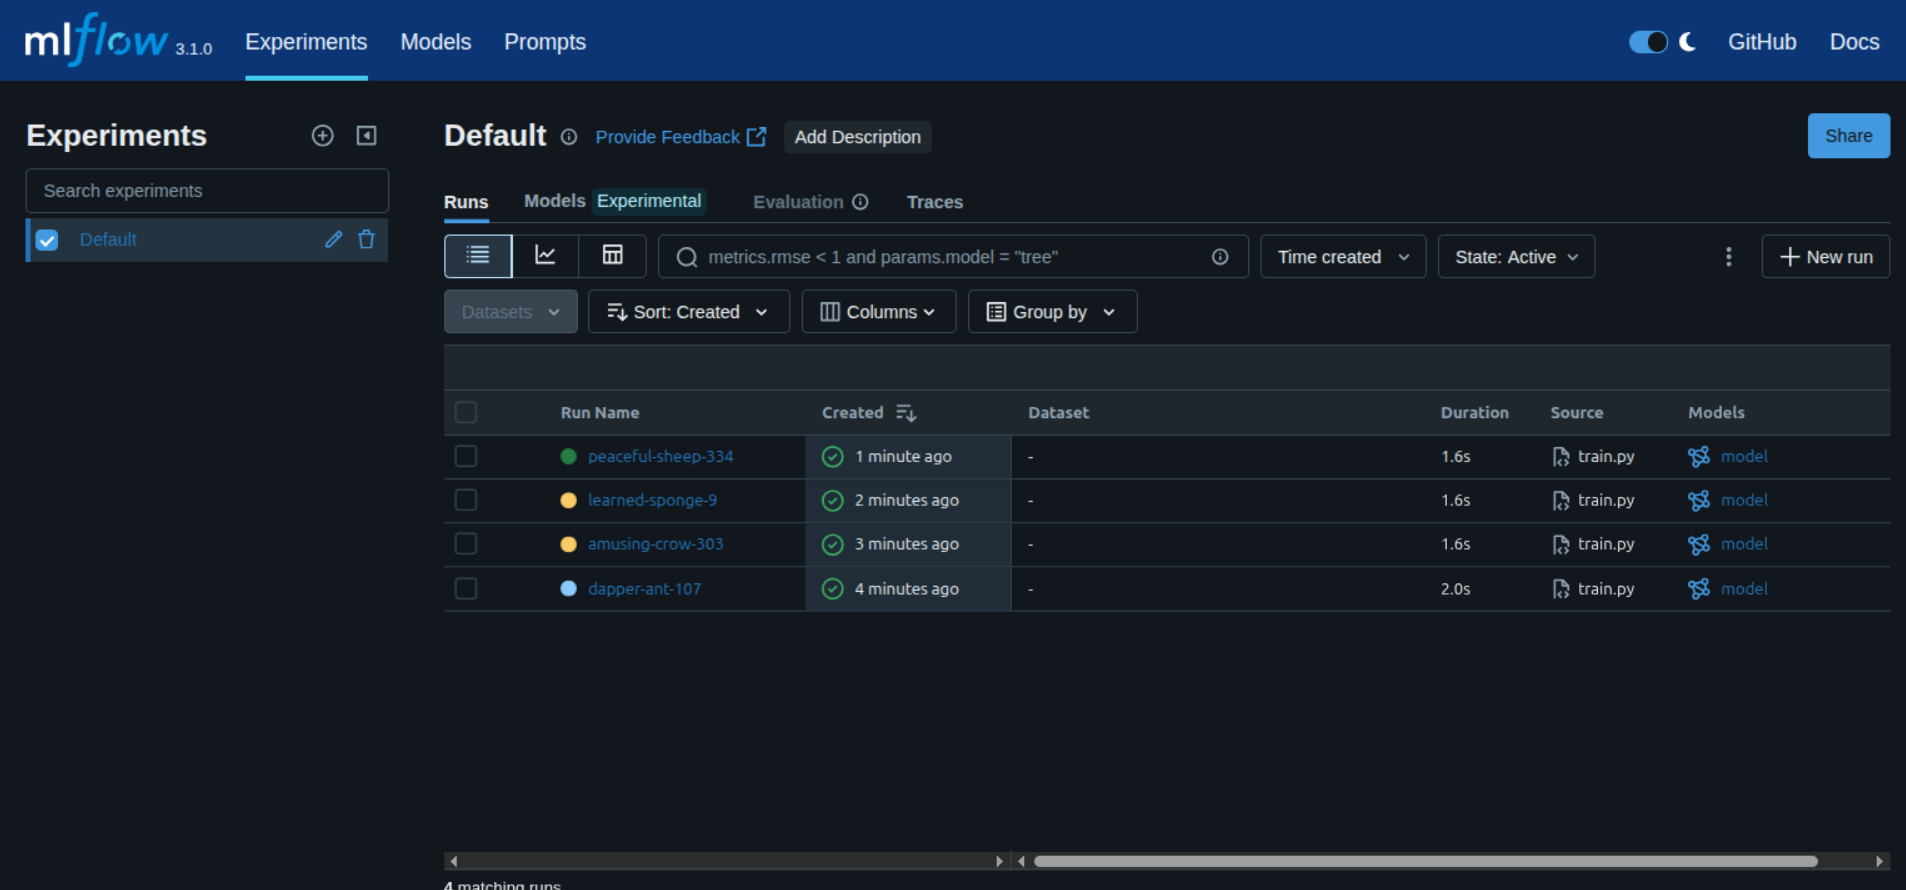 mlflow 3.1.0 Experiments Models Prompts GitHub Docs
Experiments
Search experiments
Default
Default Provide Feedback Add Description Share
Runs Models Experimental Evaluation Traces
metrics.rmse < 1 and params.model = "tree" Time created State: Active New run
Datasets Sort: Created Columns Group by
Run Name Created Dataset Duration Source Models
peaceful-sheep-334 1 minute ago - 1.6s train.py model
learned-sponge-9 2 minutes ago - 1.6s train.py model
amusing-crow-303 3 minutes ago - 1.6s train.py model
dapper-ant-107 4 minutes ago - 2.0s train.py model
4 matching runs